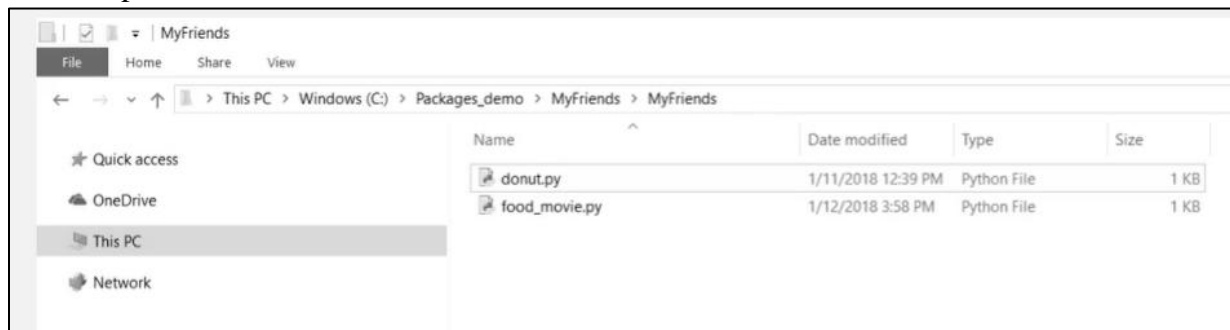 MyFriends
File Home Share View
This PC > Windows (C:) > Packages_demo > MyFriends > MyFriends
Name Date modified Type Size
Quick access
donut.py 1/11/2018 12:39 PM Python File 1 KB
OneDrive
food_movie.py 1/12/2018 3:58 PM Python File 1 KB
This PC
Network